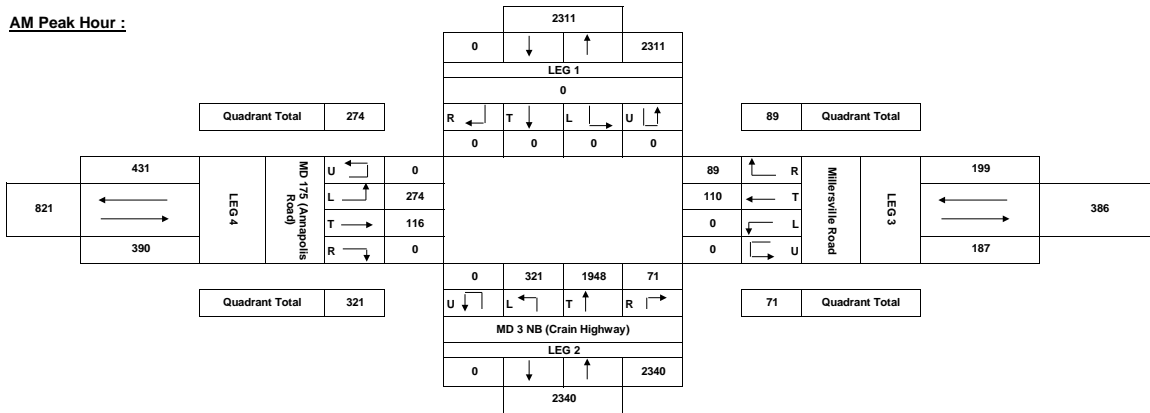 AM Peak Hour :
2311
0 2311
LEG 1
0
Quadrant Total 274
R T L U
89 Quadrant Total
0 0 0 0
431
U 0
89 R
199
821
LEG 4
MD 175 (Annapolis Road)
L 274
110 T
Millersville Road
LEG 3
386
T 116
0 L
390
R 0
0 U
187
0 321 1948 71
Quadrant Total 321
U L T R
71 Quadrant Total
MD 3 NB (Crain Highway)
LEG 2
0 2340
2340